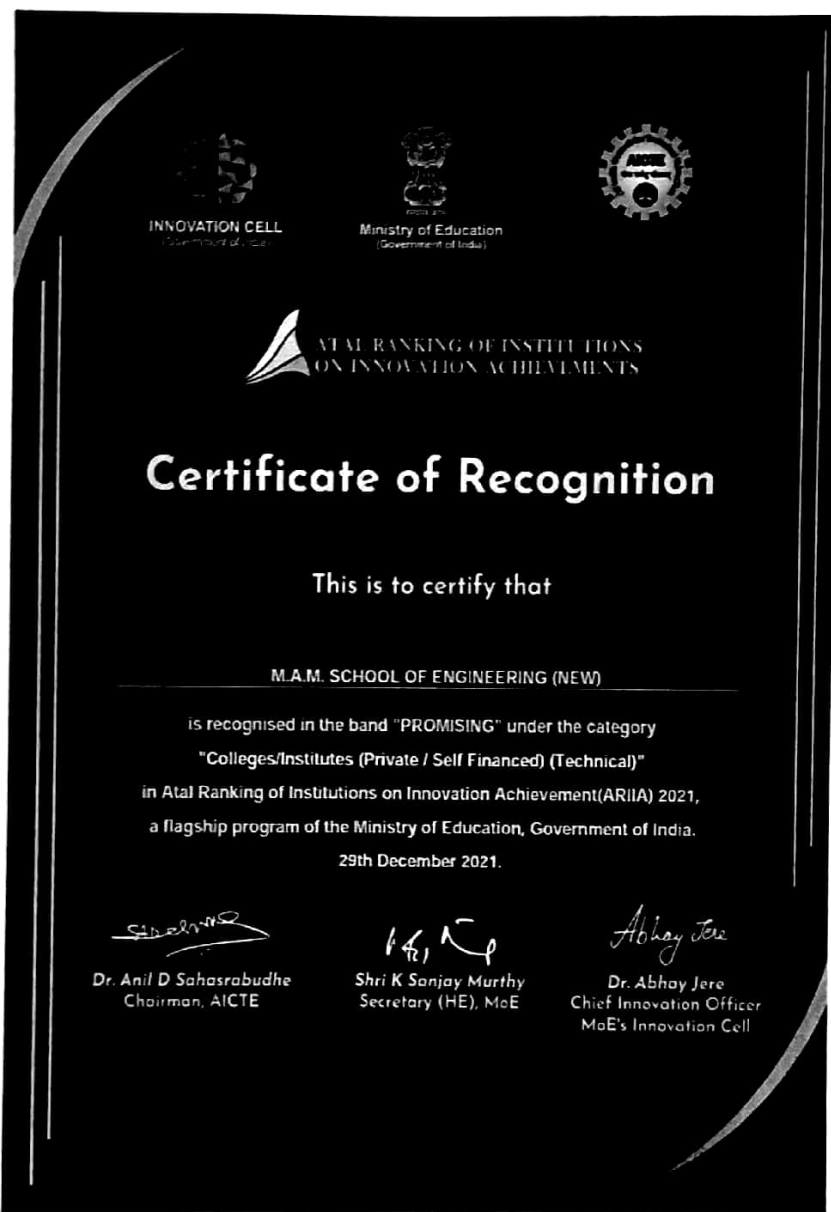 INNOVATION CELL
(Government of India)
Ministry of Education
(Government of India)
AICTE
ATAL RANKING OF INSTITUTIONS
ON INNOVATION ACHIEVEMENTS
Certificate of Recognition
This is to certify that
M.A.M. SCHOOL OF ENGINEERING (NEW)
is recognised in the band "PROMISING" under the category
"Colleges/Institutes (Private / Self Financed) (Technical)"
in Atal Ranking of Institutions on Innovation Achievement(ARIIA) 2021,
a flagship program of the Ministry of Education, Government of India.
29th December 2021.
Abhay Jere
Dr. Anil D Sahasrabudhe
Chairman, AICTE
Shri K Sanjay Murthy
Secretary (HE), MoE
Dr. Abhay Jere
Chief Innovation Officer
MoE's Innovation Cell